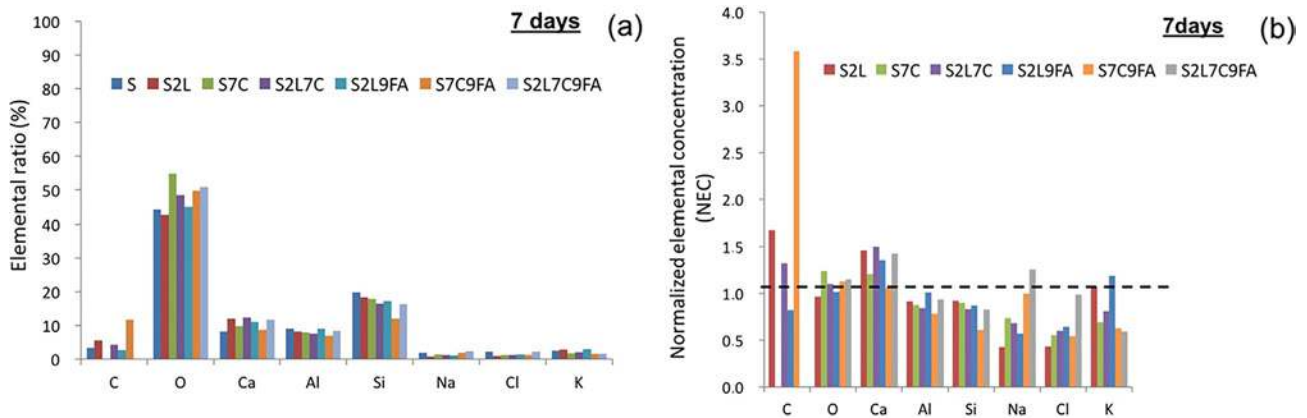 7 days (a)
100
90
80
70
60
50
40
30
20
10
0
Elemental ratio (%)
S S2L S7C S2L7C S2L9FA S7C9FA S2L7C9FA
C O Ca Al Si Na Cl K
7days (b)
4.0
3.5
3.0
2.5
2.0
1.5
1.0
0.5
0.0
Normalized elemental concentration
(NEC)
S2L S7C S2L7C S2L9FA S7C9FA S2L7C9FA
C O Ca Al Si Na Cl K